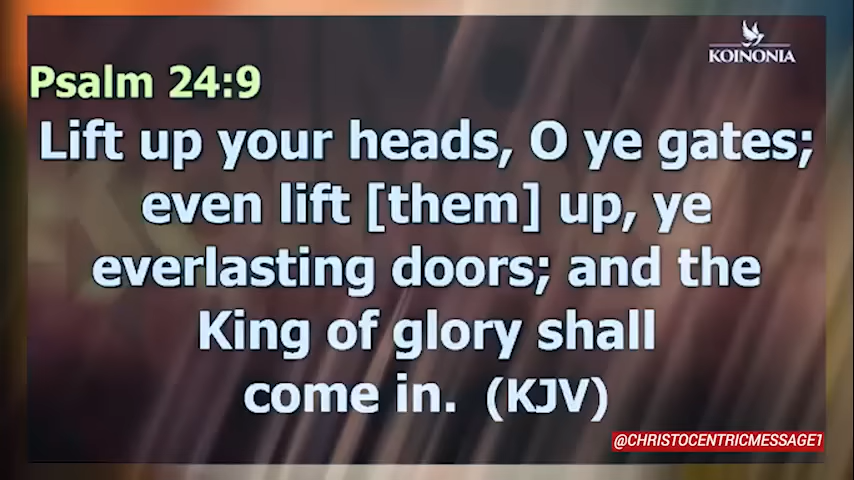 KOINONIA
Psalm 24:9
Lift up your heads, O ye gates;
even lift [them] up, ye
everlasting doors; and the
King of glory shall
come in. (KJV)
@CHRISTOCENTRICMESSAGE1